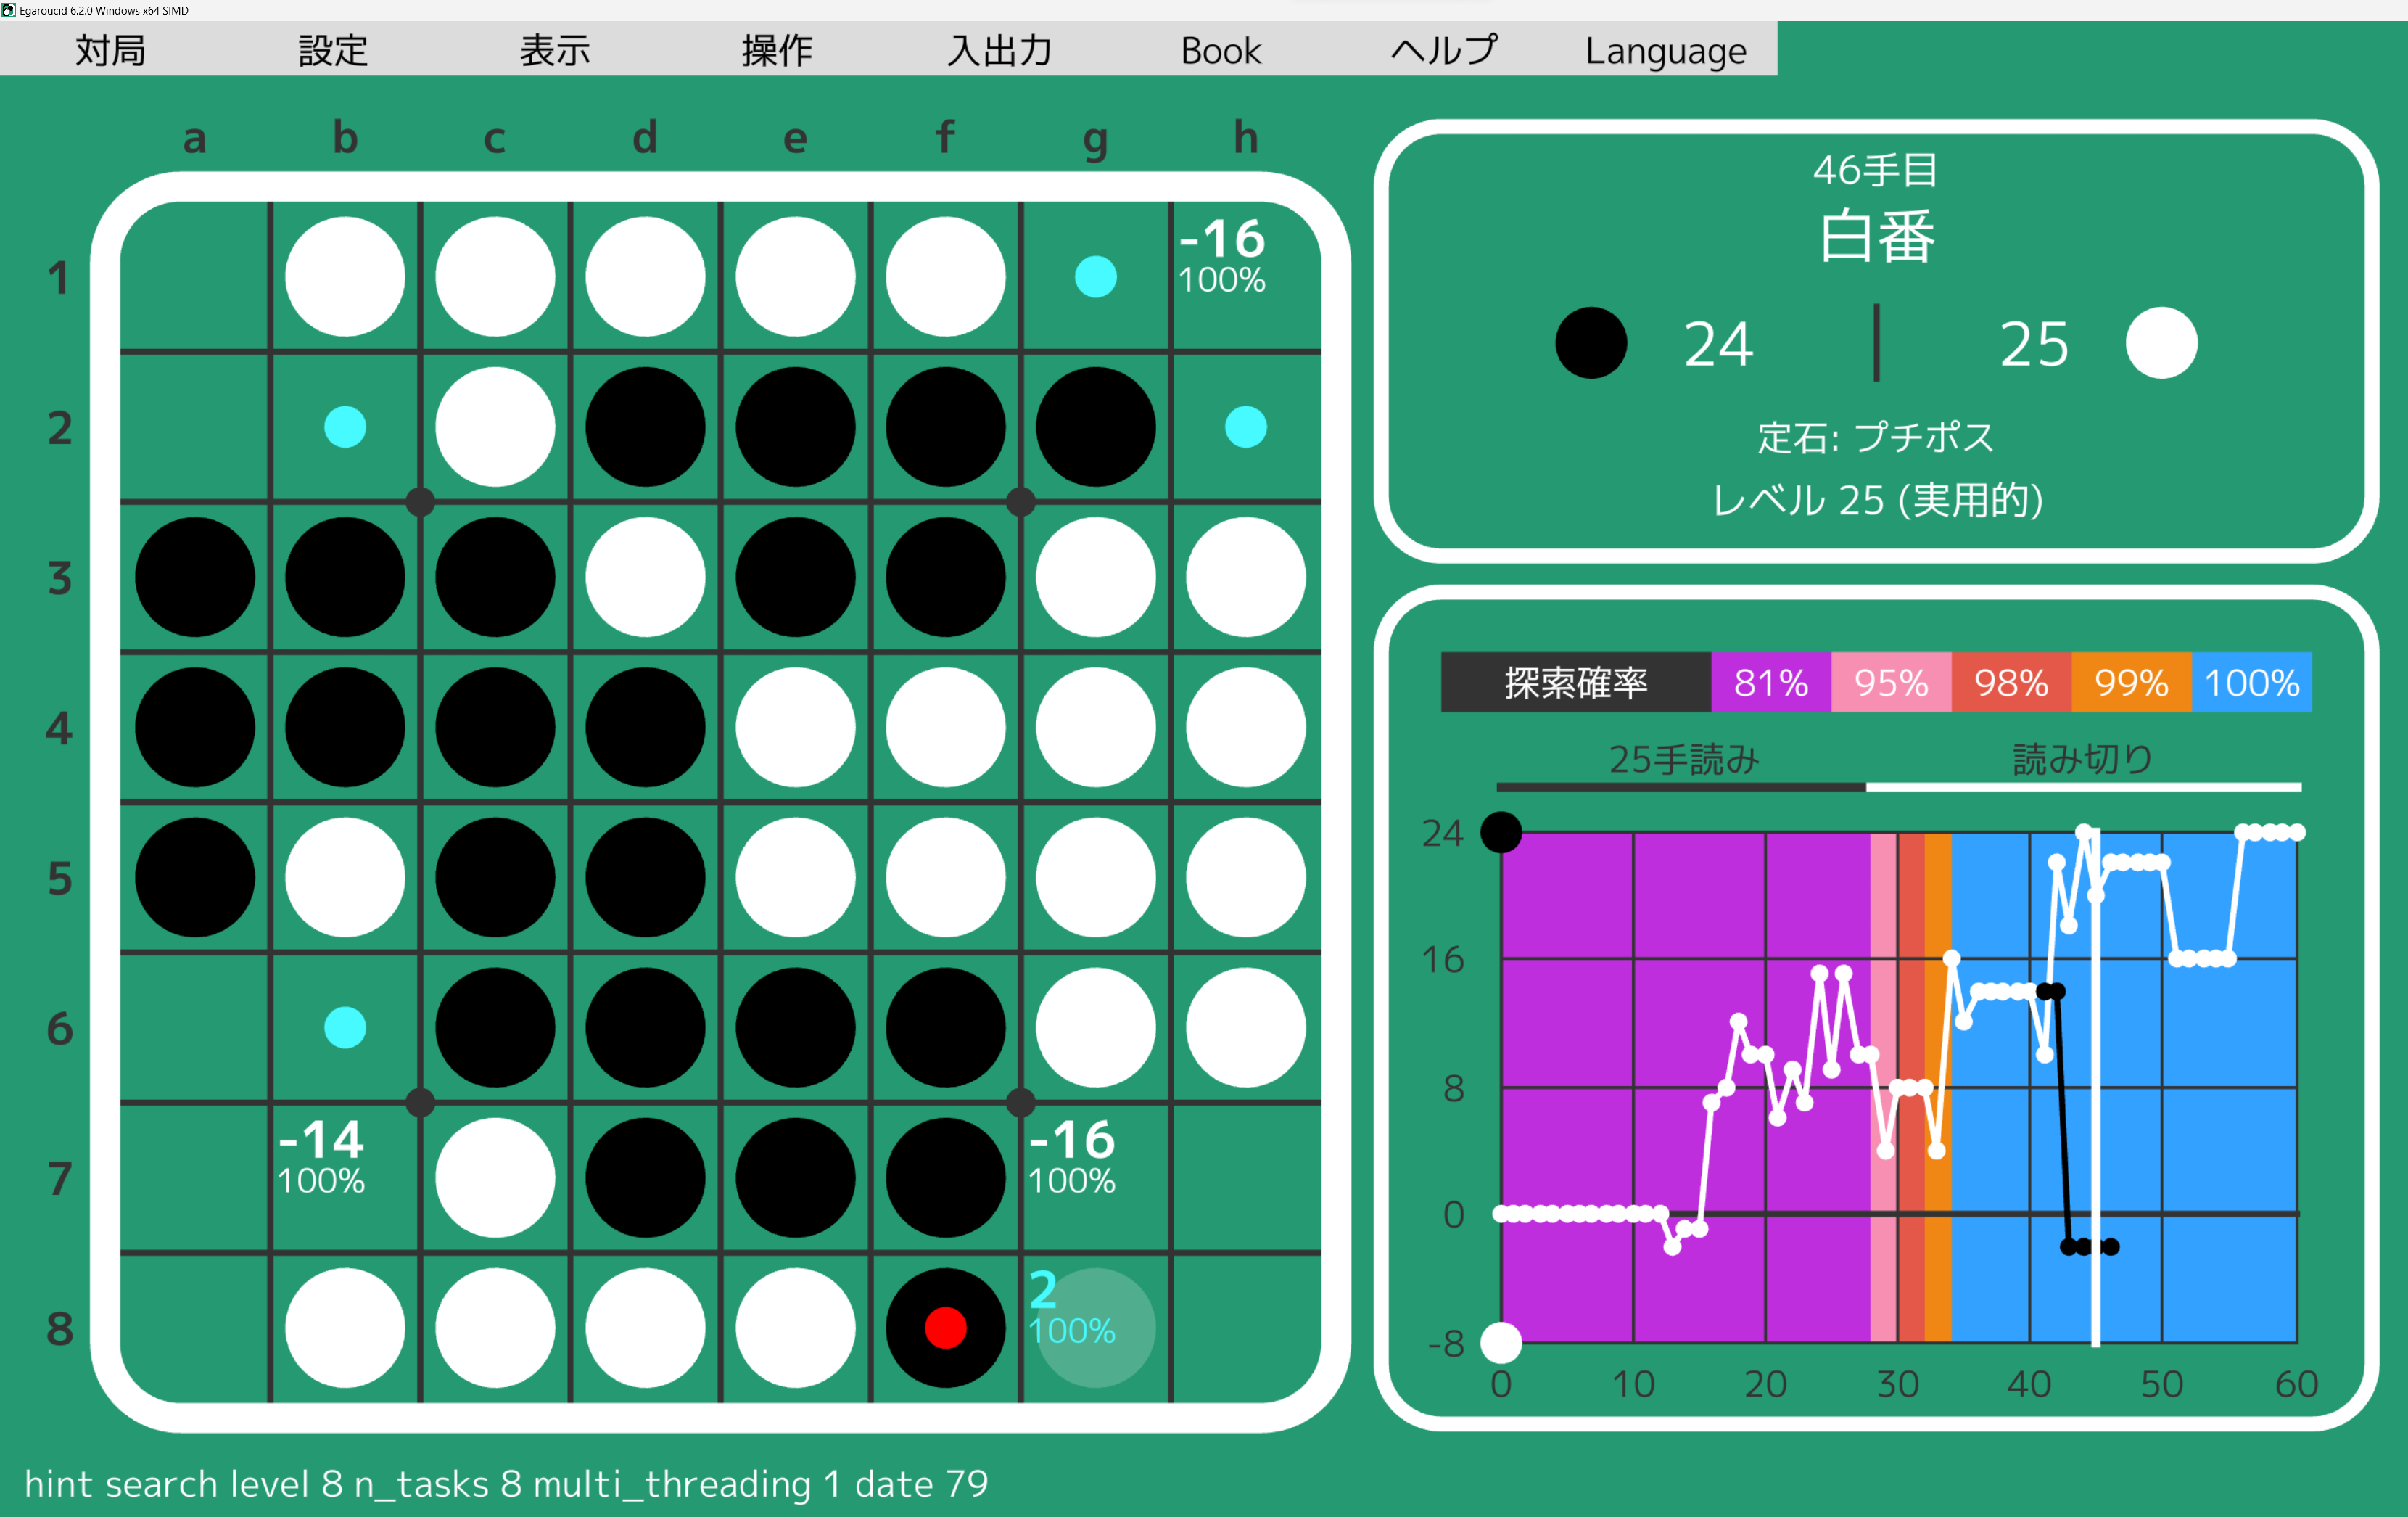 Egaroucid 6.2.0 Windows x64 SIMD
対局 設定 表示 操作 入出力 Book ヘルプ Language
a b c d e f g h
1 -16
100%
2
3
4
5
6
7 -14 -16
100% 100%
8 2
100%
hint search level 8 n_tasks 8 multi_threading 1 date 79
46手目
白番
24 25
定石: プチポス
レベル 25 (実用的)
探索確率 81% 95% 98% 99% 100%
25手読み 読み切り
24
16
8
0
-8
0 10 20 30 40 50 60